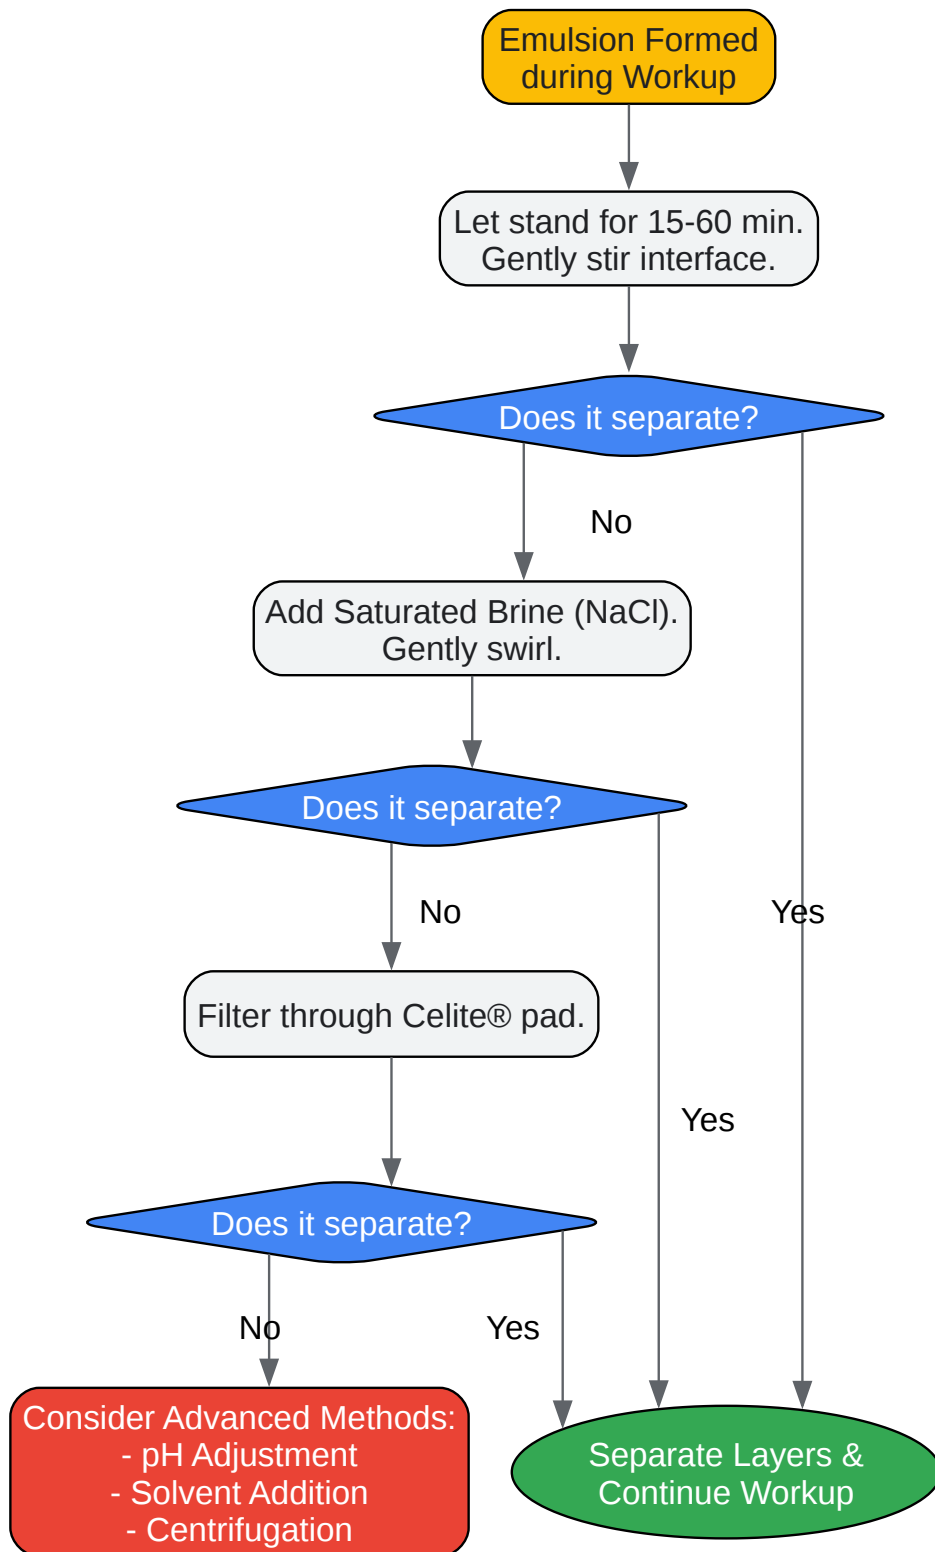 Emulsion Formed
during Workup
Let stand for 15-60 min.
Gently stir interface.
Does it separate?
No
Add Saturated Brine (NaCl).
Gently swirl.
Does it separate?
No
Yes
Filter through Celite® pad.
Yes
Does it separate?
No
Yes
Consider Advanced Methods:
- pH Adjustment
- Solvent Addition
- Centrifugation
Separate Layers &
Continue Workup